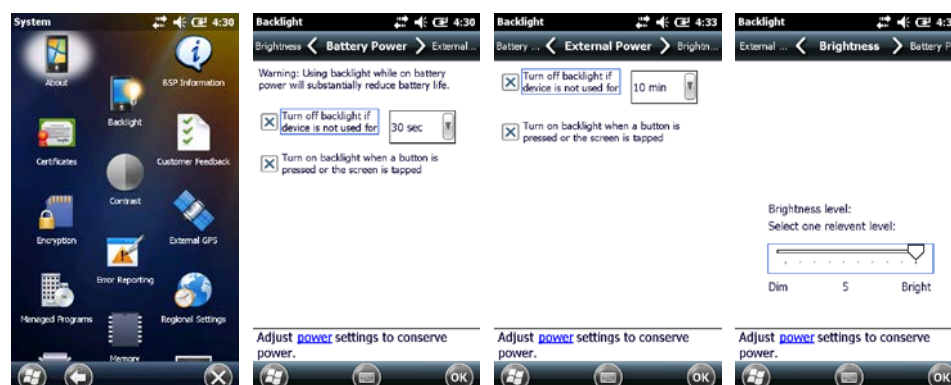 System 4:30
About
BSP Information
Backlight
Certificates
Customer Feedback
Contrast
Encryption
External GPS
Error Reporting
Managed Programs
Regional Settings
Memory
Backlight 4:30
Brightness Battery Power External...
Warning: Using backlight while on battery
power will substantially reduce battery life.
Turn off backlight if
device is not used for 30 sec
Turn on backlight when a button is
pressed or the screen is tapped
Adjust power settings to conserve
power.
OK
Backlight 4:33
Battery ... External Power Brightn...
Turn off backlight if
device is not used for 10 min
Turn on backlight when a button is
pressed or the screen is tapped
Adjust power settings to conserve
power.
OK
Backlight 4:3
External ... Brightness Battery P
Brightness level:
Select one relevent level:
Dim 5 Bright
Adjust power settings to conserve
power.
OK